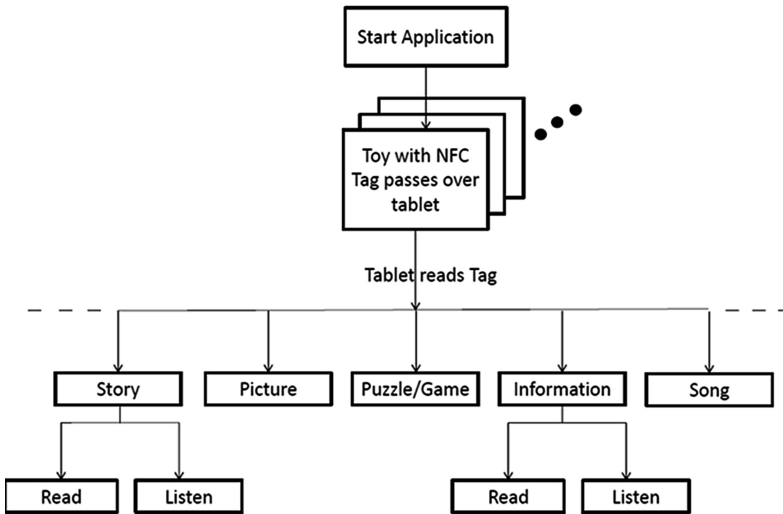 Start Application
Toy with NFC
Tag passes over
tablet
Tablet reads Tag
Story
Picture
Puzzle/Game
Information
Song
Read
Listen
Read
Listen